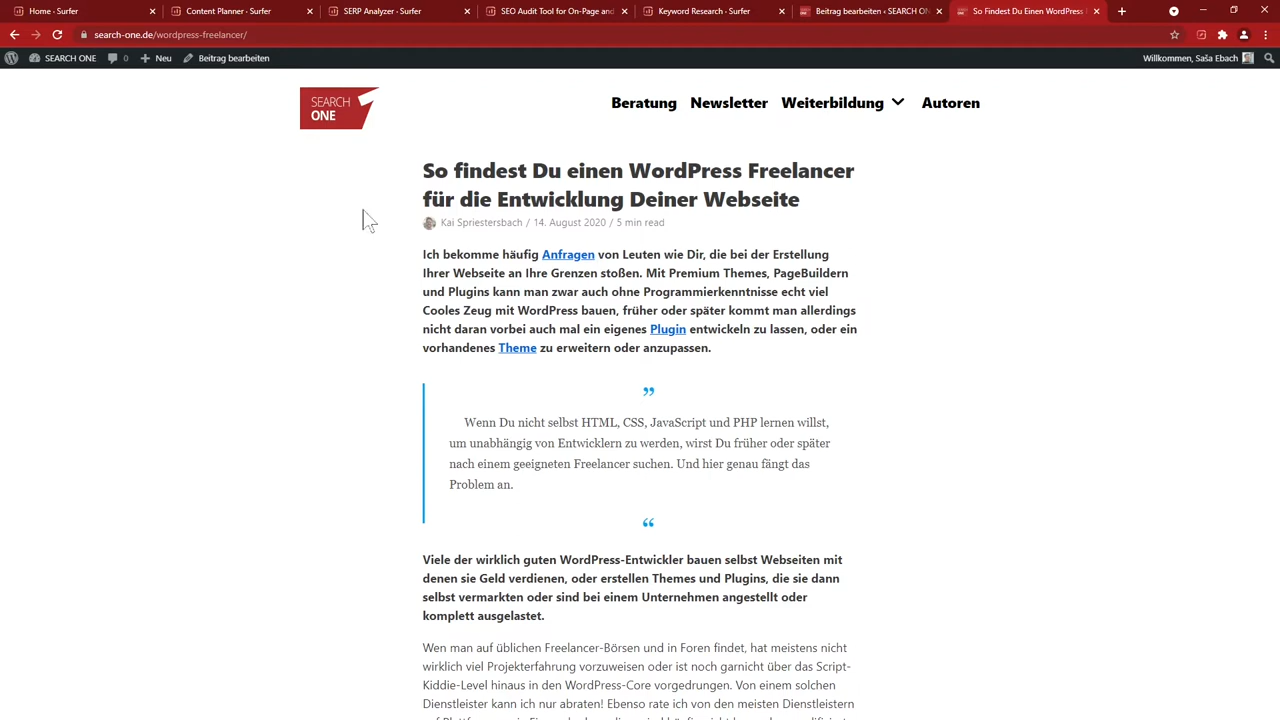 Home · Surfer
Content Planner · Surfer
SERP Analyzer · Surfer
SEO Audit Tool for On-Page and
Keyword Research · Surfer
Beitrag bearbeiten ‹ SEARCH ON
So Findest Du Einen WordPress F
search-one.de/wordpress-freelancer/
SEARCH ONE
0
Neu
Beitrag bearbeiten
Willkommen, Saša Ebach
SEARCH
ONE
Beratung
Newsletter
Weiterbildung
Autoren
So findest Du einen WordPress Freelancer
für die Entwicklung Deiner Webseite
Kai Spriestersbach / 14. August 2020 / 5 min read
Ich bekomme häufig Anfragen von Leuten wie Dir, die bei der Erstellung
Ihrer Webseite an Ihre Grenzen stoßen. Mit Premium Themes, PageBuildern
und Plugins kann man zwar auch ohne Programmierkenntnisse echt viel
Cooles Zeug mit WordPress bauen, früher oder später kommt man allerdings
nicht daran vorbei auch mal ein eigenes Plugin entwickeln zu lassen, oder ein
vorhandenes Theme zu erweitern oder anzupassen.
”
Wenn Du nicht selbst HTML, CSS, JavaScript und PHP lernen willst,
um unabhängig von Entwicklern zu werden, wirst Du früher oder später
nach einem geeigneten Freelancer suchen. Und hier genau fängt das
Problem an.
“
Viele der wirklich guten WordPress-Entwickler bauen selbst Webseiten mit
denen sie Geld verdienen, oder erstellen Themes und Plugins, die sie dann
selbst vermarkten oder sind bei einem Unternehmen angestellt oder
komplett ausgelastet.
Wen man auf üblichen Freelancer-Börsen und in Foren findet, hat meistens nicht
wirklich viel Projekterfahrung vorzuweisen oder ist noch garnicht über das Script-
Kiddie-Level hinaus in den WordPress-Core vorgedrungen. Von einem solchen
Dienstleister kann ich nur abraten! Ebenso rate ich von den meisten Dienstleistern